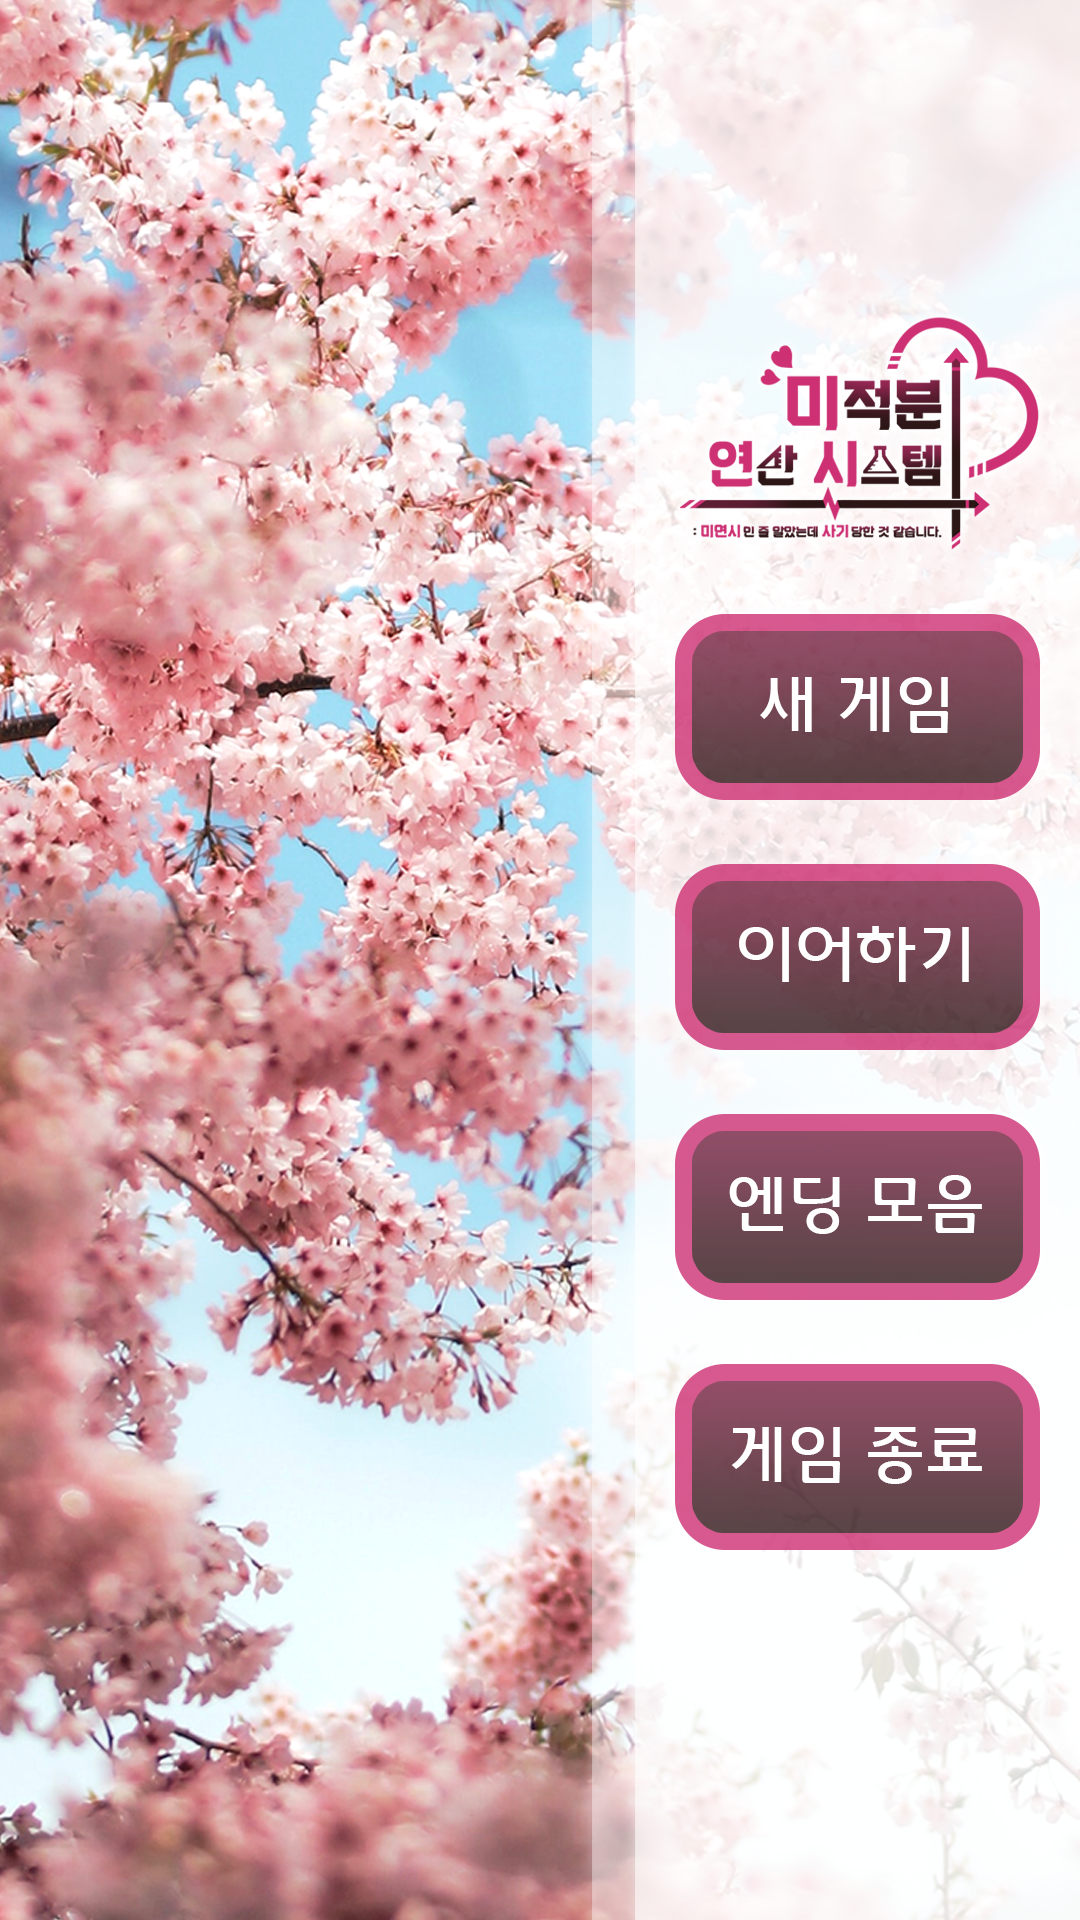 미적분
연산 시스템
: 미연시 인 줄 알았는데 사기 당한 것 같습니다.
새 게임
이어하기
엔딩 모음
게임 종료